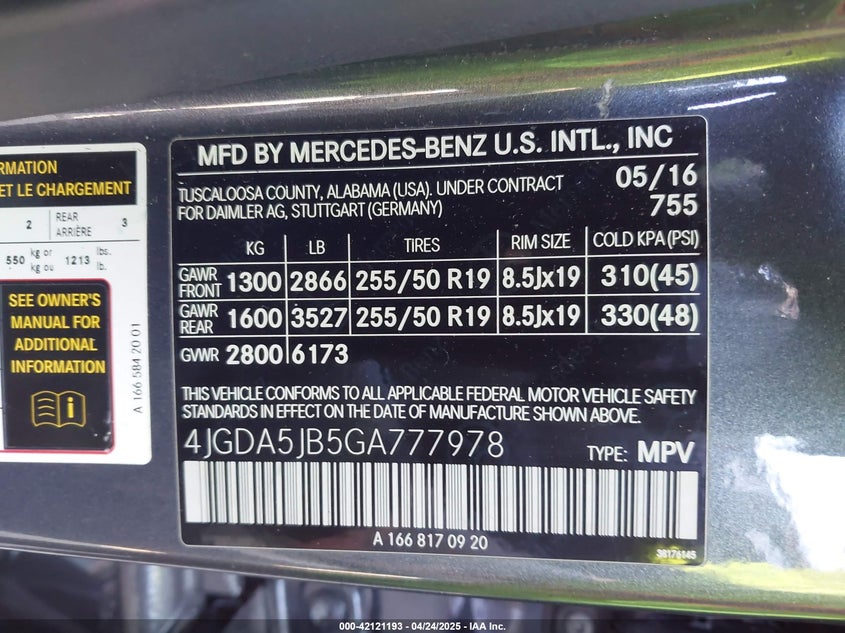 RMATION
ET LE CHARGEMENT
2 REAR ARRIÈRE 3
550 kg or kg ou 1213 lbs. lb.
SEE OWNER'S
MANUAL FOR
ADDITIONAL
INFORMATION
A 166 584 20 01
MFD BY MERCEDES-BENZ U.S. INTL., INC
TUSCALOOSA COUNTY, ALABAMA (USA). UNDER CONTRACT 05/16
FOR DAIMLER AG, STUTTGART (GERMANY) 755
KG LB TIRES RIM SIZE COLD KPA (PSI)
GAWR FRONT 1300 2866 255/50 R19 8.5Jx19 310(45)
GAWR REAR 1600 3527 255/50 R19 8.5Jx19 330(48)
GVWR 2800 6173
THIS VEHICLE CONFORMS TO ALL APPLICABLE FEDERAL MOTOR VEHICLE SAFETY
STANDARDS IN EFFECT ON THE DATE OF MANUFACTURE SHOWN ABOVE.
4JGDA5JB5GA777978 TYPE: MPV
A 166 817 09 20
38176145
000-42121193 - 04/24/2025 - IAA Inc.